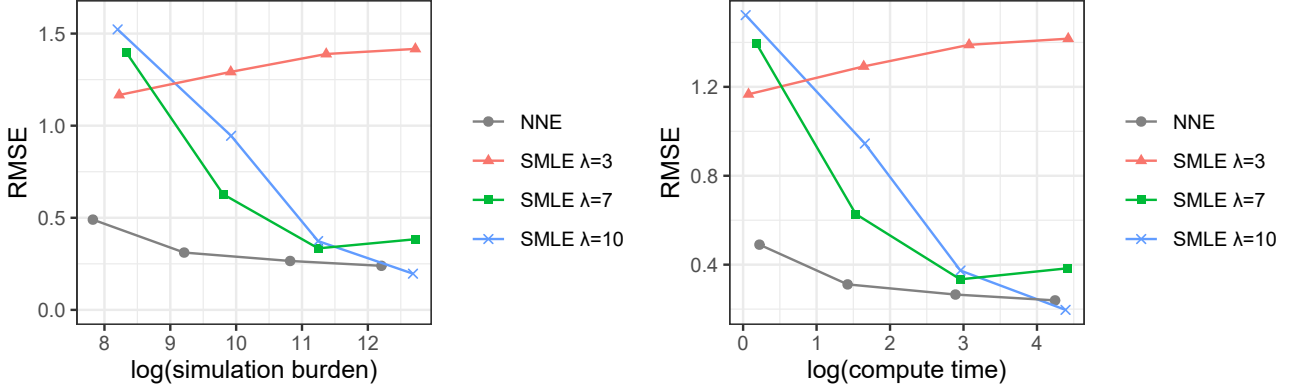 RMSE
1.5
1.0
0.5
0.0
8 9 10 11 12
log(simulation burden)
NNE
SMLE λ=3
SMLE λ=7
SMLE λ=10
RMSE
1.2
0.8
0.4
0 1 2 3 4
log(compute time)
NNE
SMLE λ=3
SMLE λ=7
SMLE λ=10